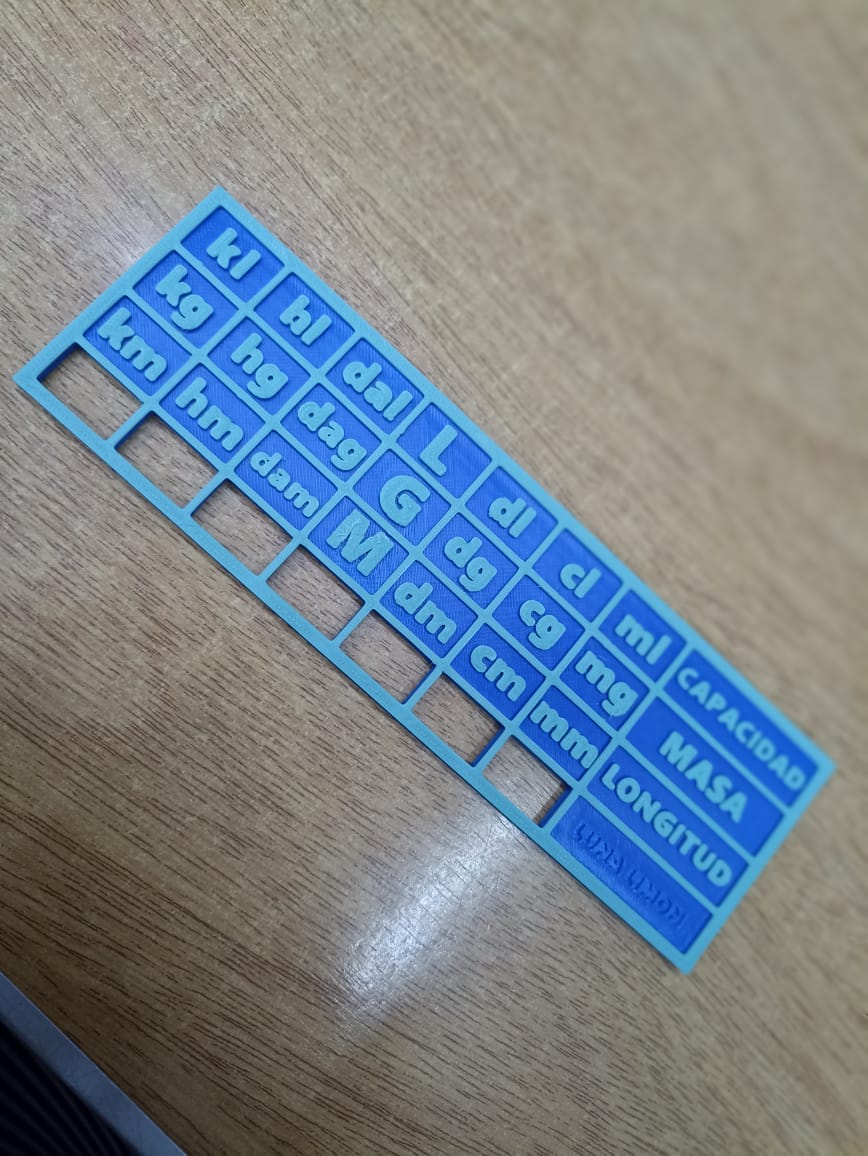 kl hl dal L dl cl ml CAPACIDAD
kg hg dag G dg cg mg MASA
km hm dam M dm cm mm LONGITUD